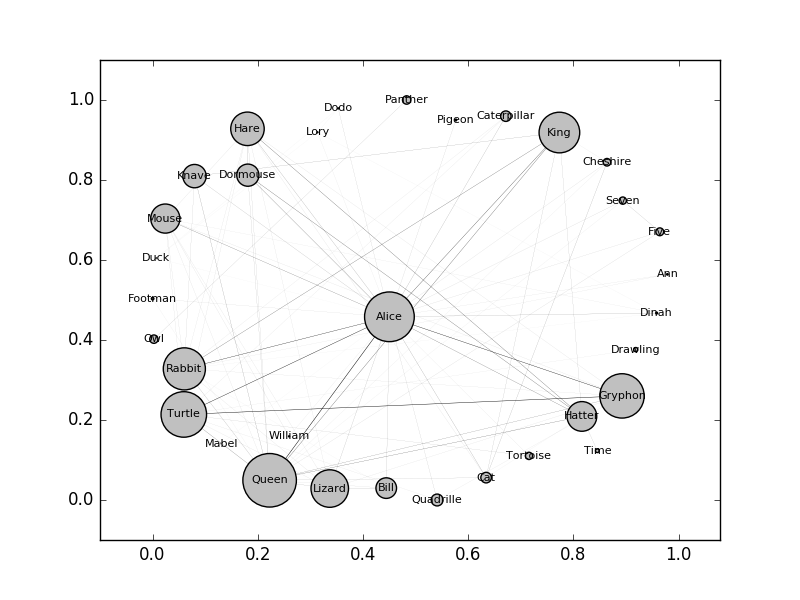 1.0
0.8
0.6
0.4
0.2
0.0
Panther
Dodo
Caterpillar
Pigeon
Hare
Lory
King
Cheshire
Knave
Dormouse
Seven
Mouse
Five
Duck
Ann
Footman
Dinah
Alice
Owl
Drawling
Rabbit
Gryphon
Turtle
Hatter
Mabel
William
Time
Tortoise
Queen
Lizard
Bill
Cat
Quadrille
0.0 0.2 0.4 0.6 0.8 1.0